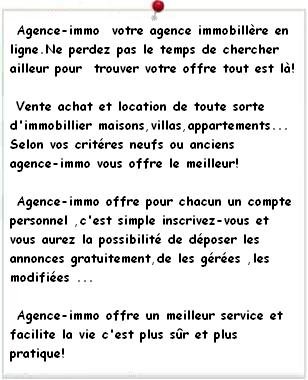 Agence-immo votre agence immobillère en
ligne.Ne perdez pas le temps de chercher
ailleur pour trouver votre offre tout est là!
Vente achat et location de toute sorte
d'immobillier maisons,villas,appartements...
Selon vos critéres neufs ou anciens
agence-immo vous offre le meilleur!
Agence-immo offre pour chacun un compte
personnel ,c'est simple inscrivez-vous et
vous aurez la possibilité de déposer les
annonces gratuitement,de les gérées ,les
modifiées ...
Agence-immo offre un meilleur service et
facilite la vie c'est plus sûr et plus
pratique!